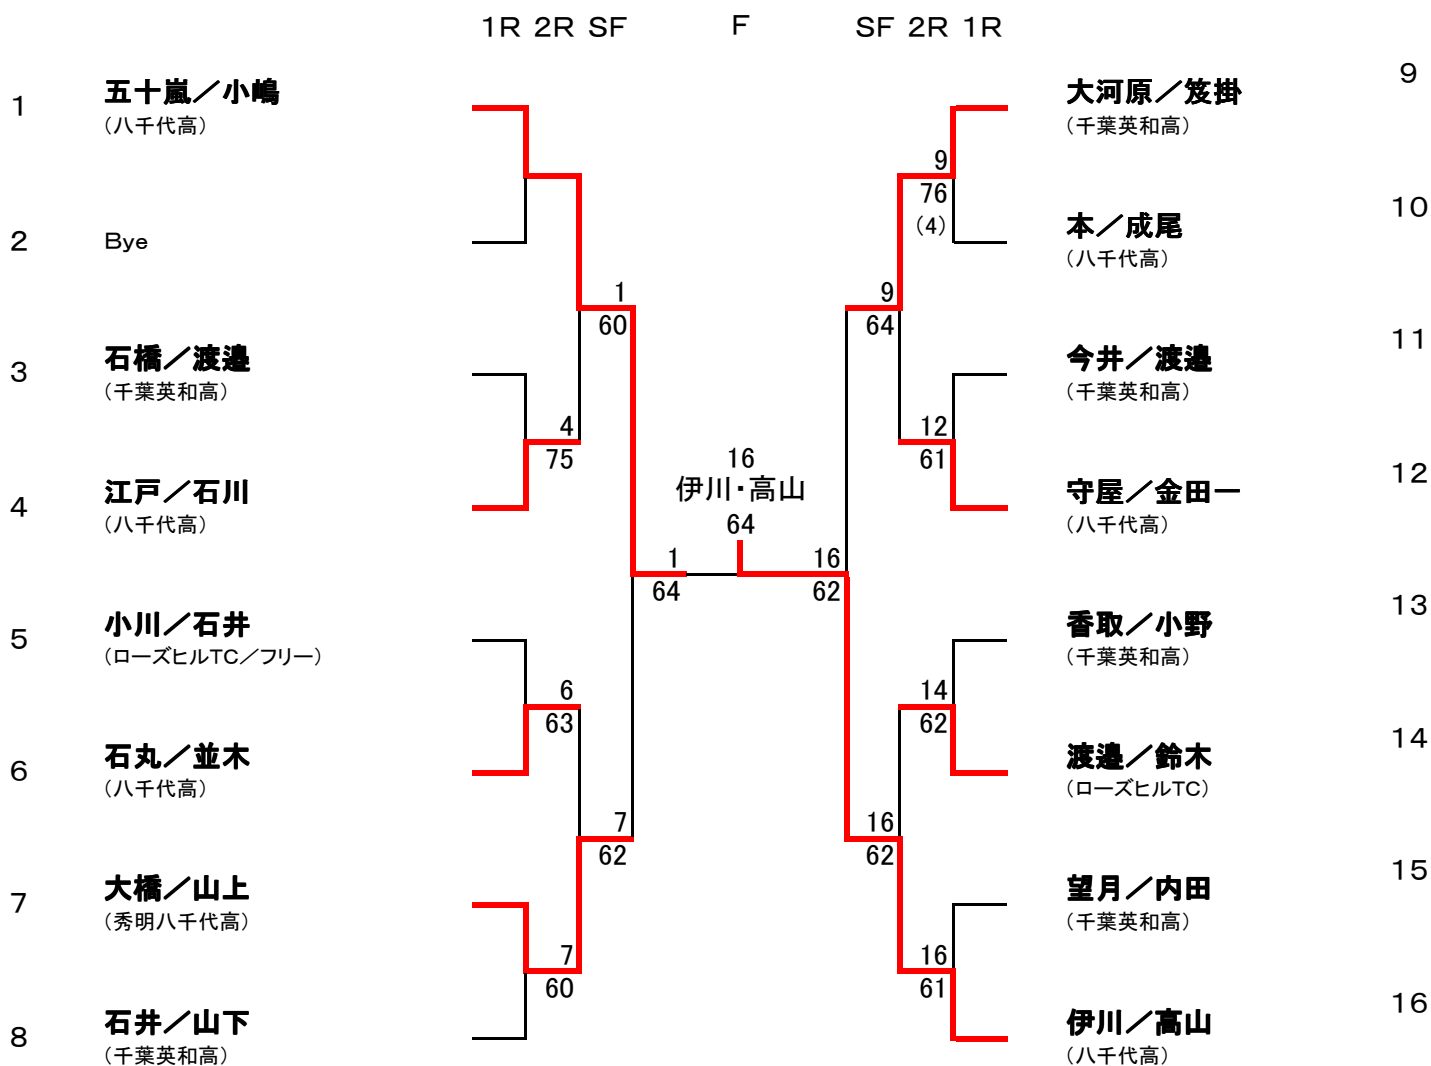 1R 2R SF F SF 2R 1R
1 五十嵐／小嶋
（八千代高）
2 Bye
3 石橋／渡邉
（千葉英和高）
4 江戸／石川
（八千代高）
5 小川／石井
（ローズヒルTC／フリー）
6 石丸／並木
（八千代高）
7 大橋／山上
（秀明八千代高）
8 石井／山下
（千葉英和高）
4
75
6
63
7
60
1
60
7
62
1
64
16
伊川・高山
64
16
62
9
64
16
62
9
76
（4）
12
61
14
62
16
61
大河原／笈掛 9
（千葉英和高）
本／成尾 10
（八千代高）
今井／渡邉 11
（千葉英和高）
守屋／金田一 12
（八千代高）
香取／小野 13
（千葉英和高）
渡邉／鈴木 14
（ローズヒルTC）
望月／内田 15
（千葉英和高）
伊川／高山 16
（八千代高）